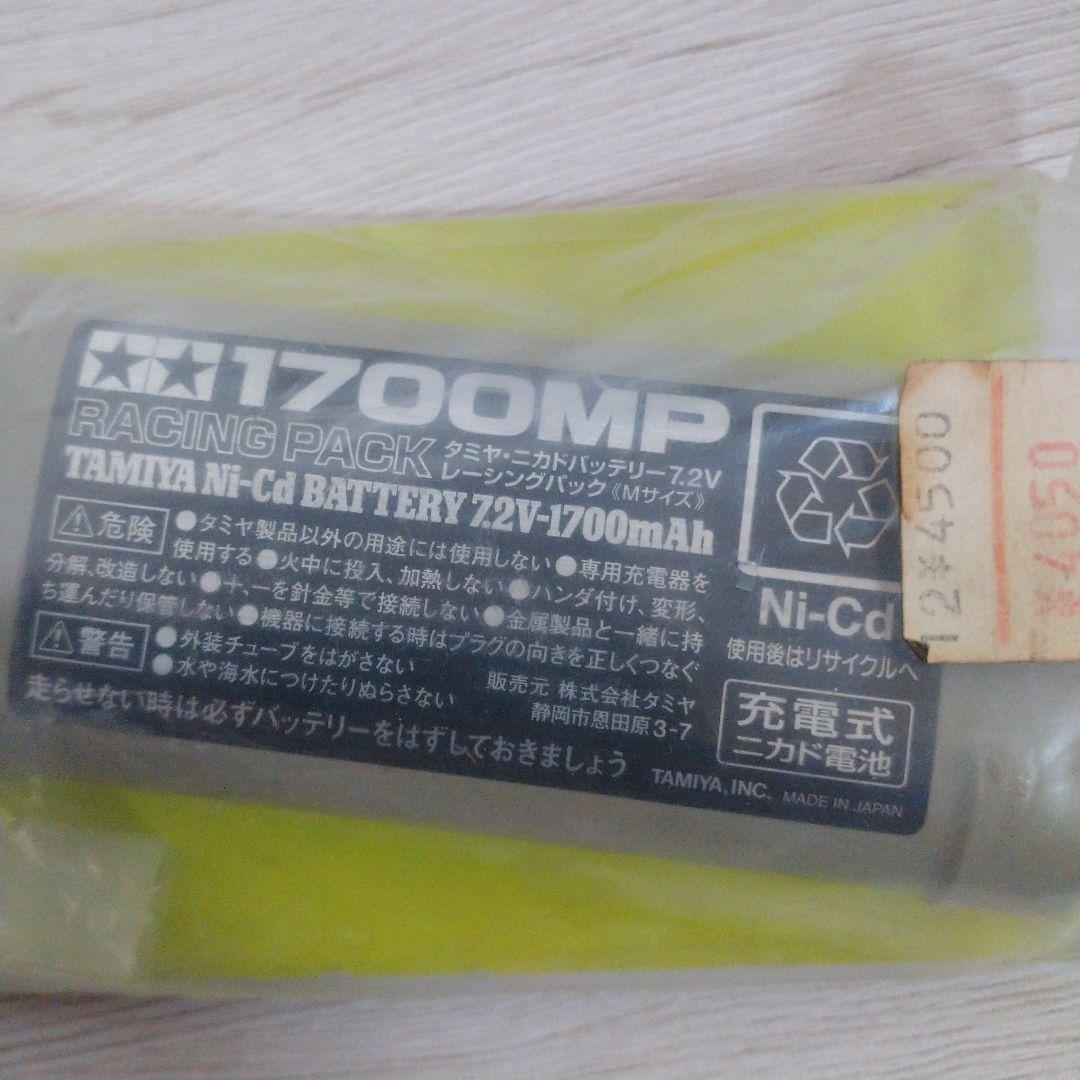 1700MP
RACING PACK タミヤ・ニカドバッテリー7.2V
レーシングパック《Mサイズ》
TAMIYA Ni-Cd BATTERY 7.2V-1700mAh
危険 ●タミヤ製品以外の用途には使用しない●専用充電器を
使用する●火中に投入、加熱しない●ハンダ付け、変形、
分解、改造しない●+、−を針金等で接続しない●金属製品と一緒に持
ち運んだり保管しない●機器に接続する時はプラグの向きを正しくつなぐ
警告 ●外装チューブをはがさない
●水や海水につけたりぬらさない
販売元 株式会社タミヤ
静岡市恩田原3-7
走らせない時は必ずバッテリーをはずしておきましょう
TAMIYA, INC. MADE IN JAPAN
Ni-Cd
使用後はリサイクルへ
充電式
ニカド電池
12¥4500
¥4050